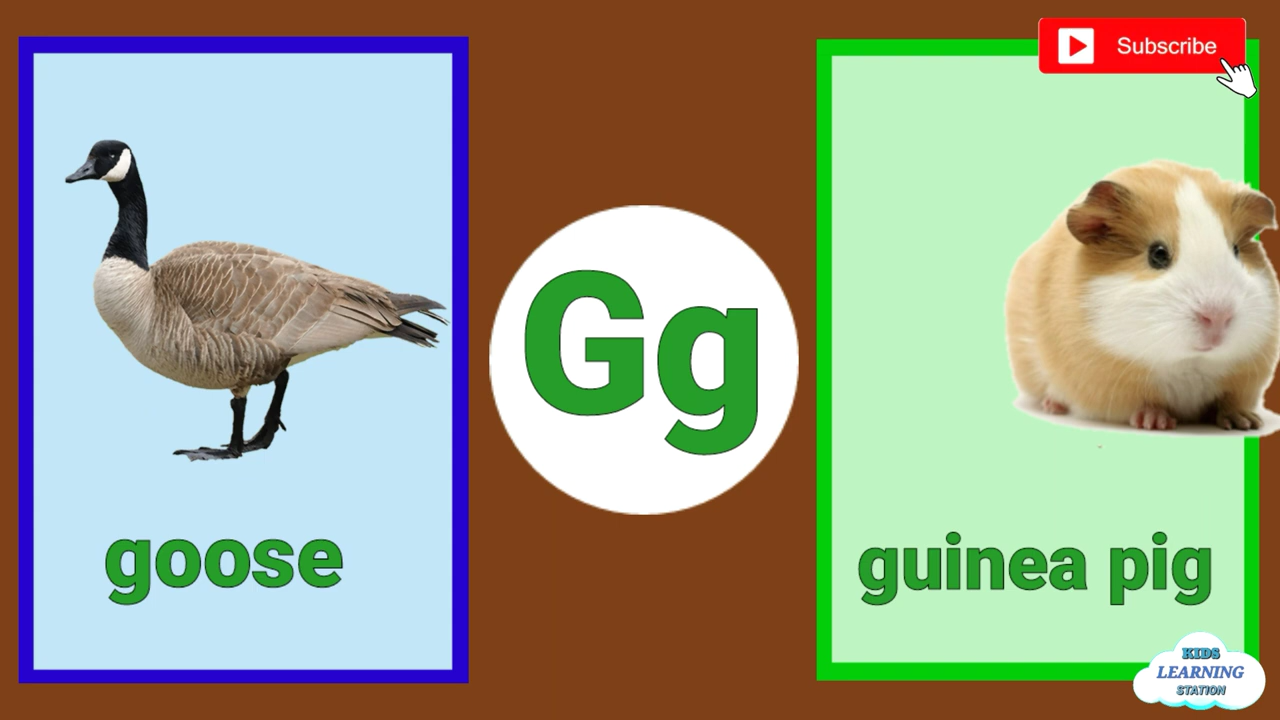 Subscribe
Gg
goose
guinea pig
KIDS
LEARNING
STATION